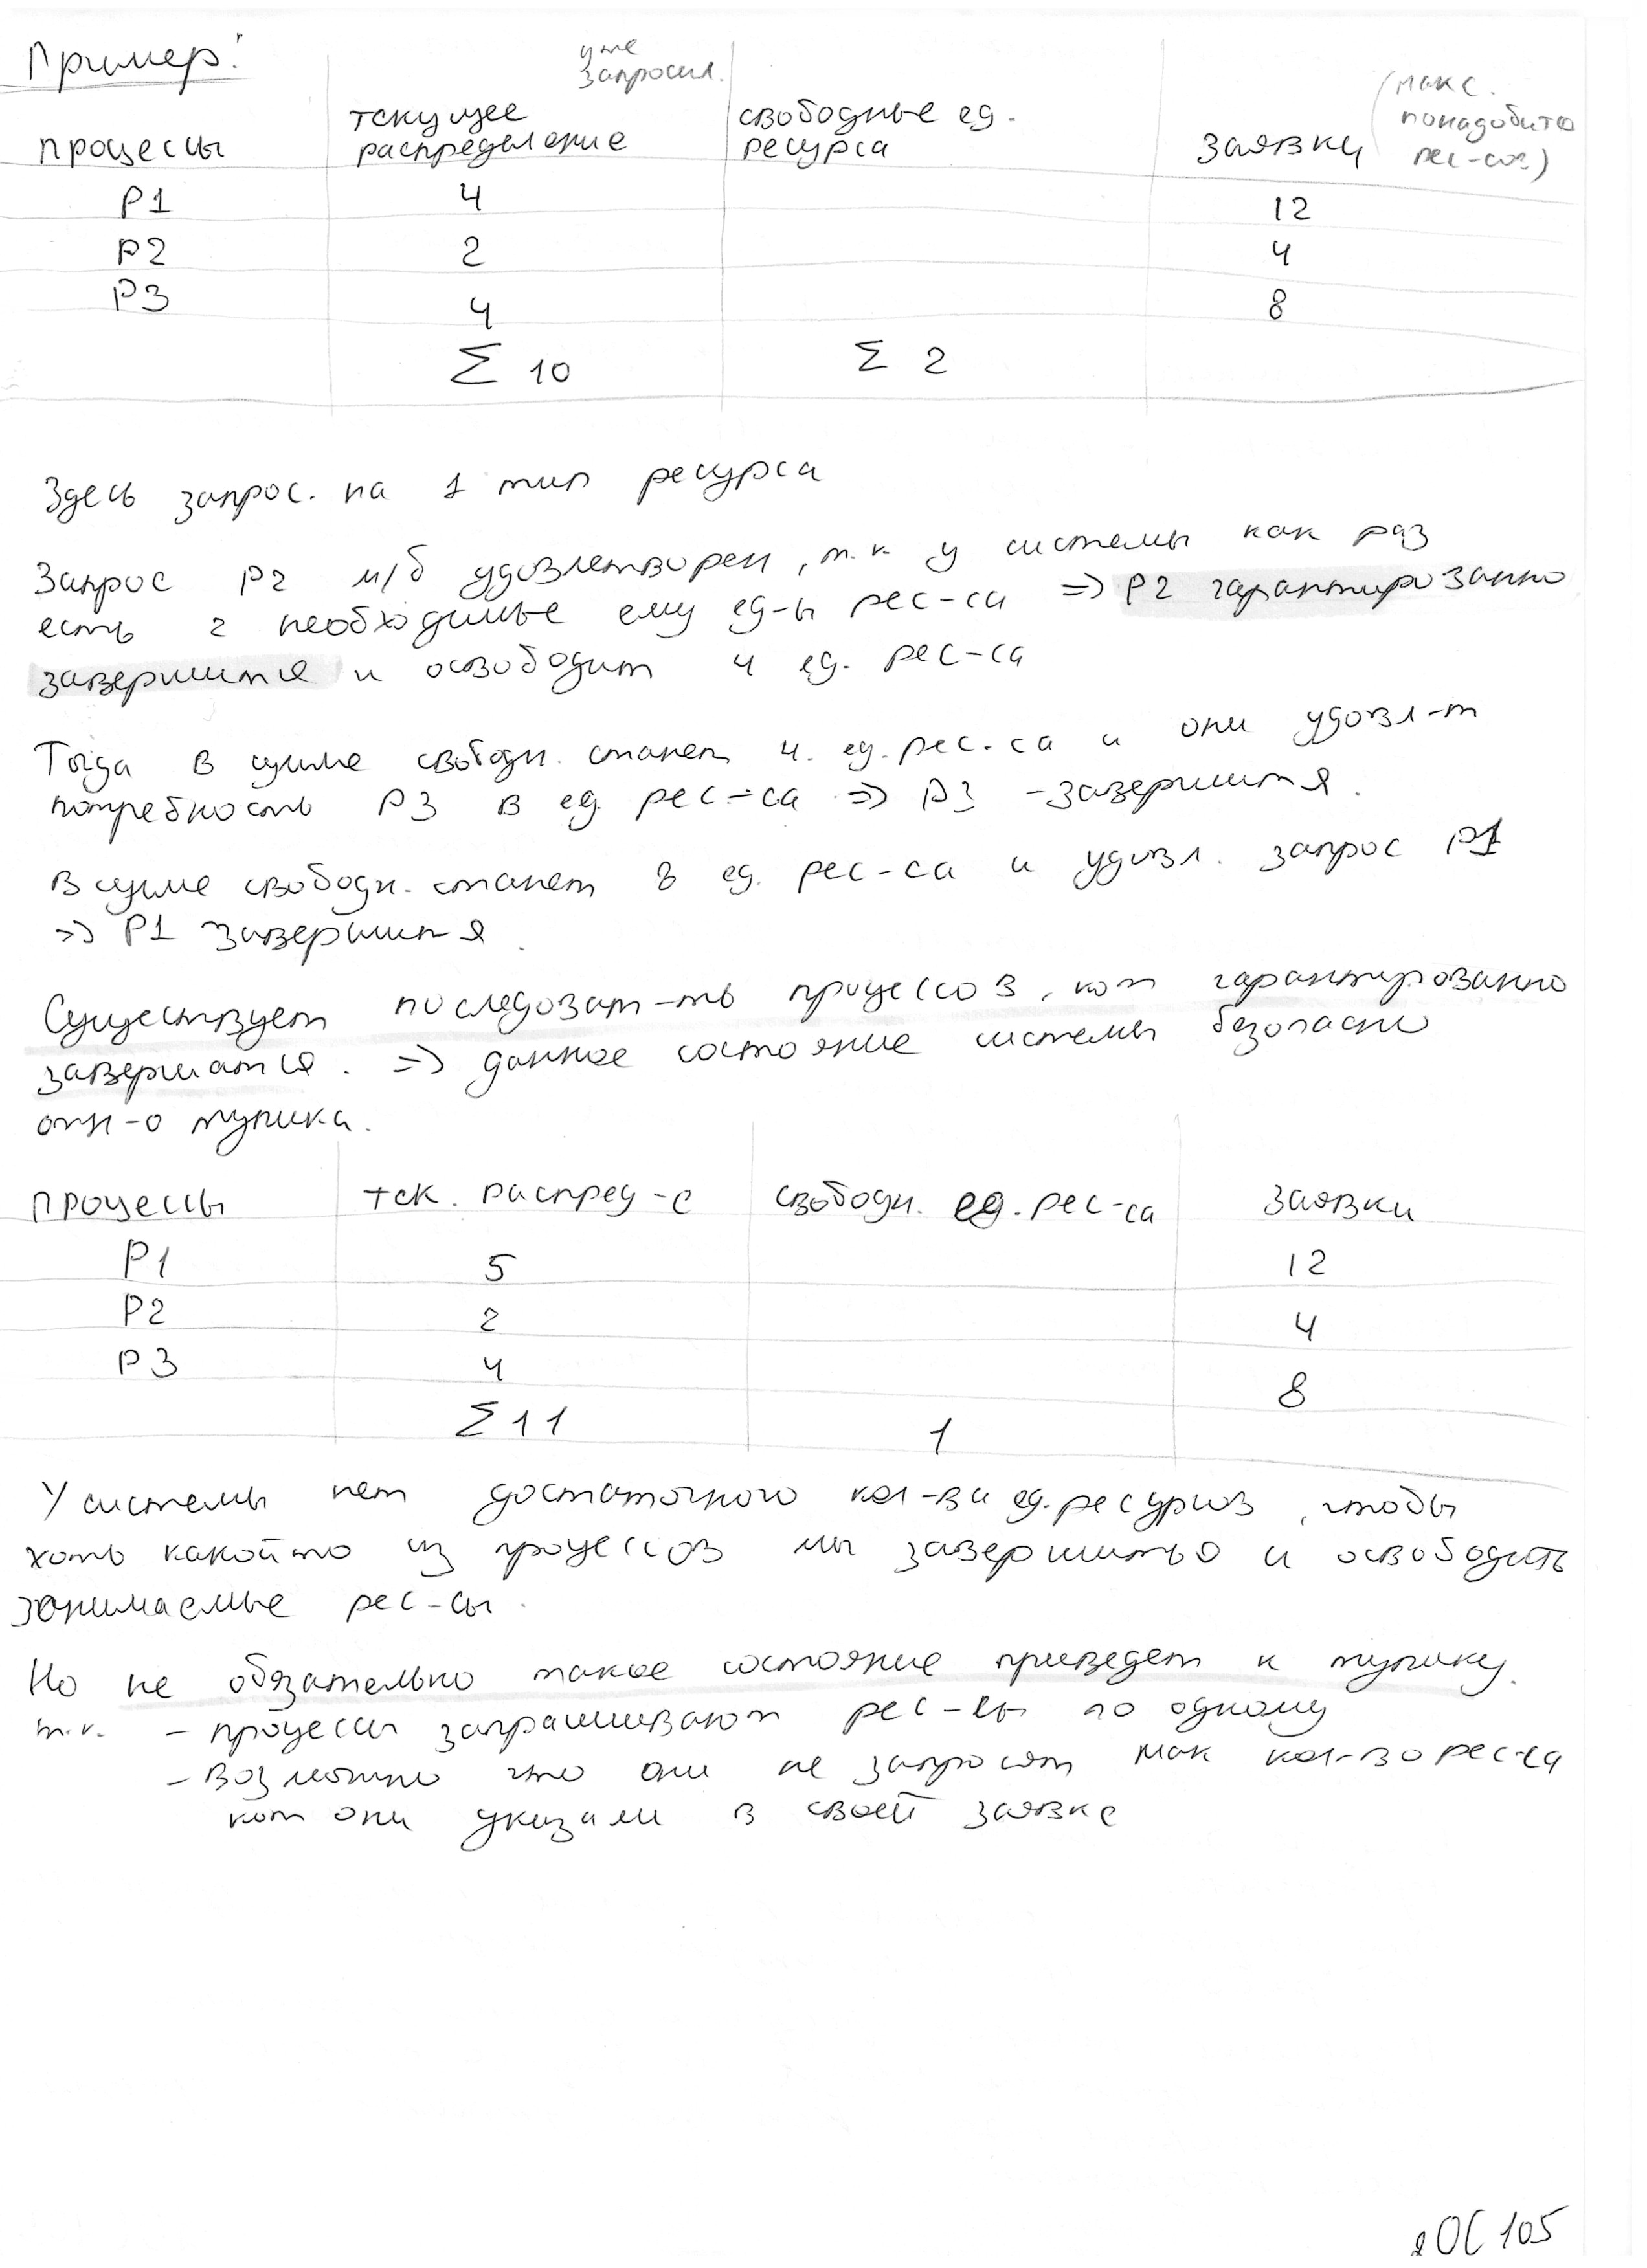 Пример:
уже
запросил.
(макс.
понадобится
рес-сов)
процессы текущее распределение свободные ед. ресурса заявки
P1 4 12
P2 2 4
P3 4 8
Σ 10 Σ 2
Здесь запрос. на 1 тип ресурса
Запрос P2 м/б удовлетворен, т.к. у системы как раз
есть 2 необходимые ему ед-ы рес-са => P2 гарантированно
завершится и освободит 4 ед. рес-са
Тогда в сумме свободн. станет 4. ед. рес-са и они удовл-т
потребность P3 в ед. рес-са => P3 - завершится.
В сумме свободн. станет 8 ед. рес-са и удовл. запрос P1
=> P1 завершится.
Существует последоват-ть процессов, кот гарантированно
завершатся. => данное состояние системы безопасно
отн-о тупика.
процессы тек. распред-е свободн. ед. рес-са заявки
P1 5 12
P2 2 4
P3 4 8
Σ 11 1
У системы нет достаточного кол-ва ед. ресурсов, чтобы
хоть какой то из процессов мы завершиться и освободить
занимаемые рес-сы.
Но не обязательно такое состояние приведет к тупику.
т.к. - процессы запрашивают рес-сы по одному
- Возможно что они не запросят мак кол-во рес-са
кот они указали в своей заявке
ОС 105